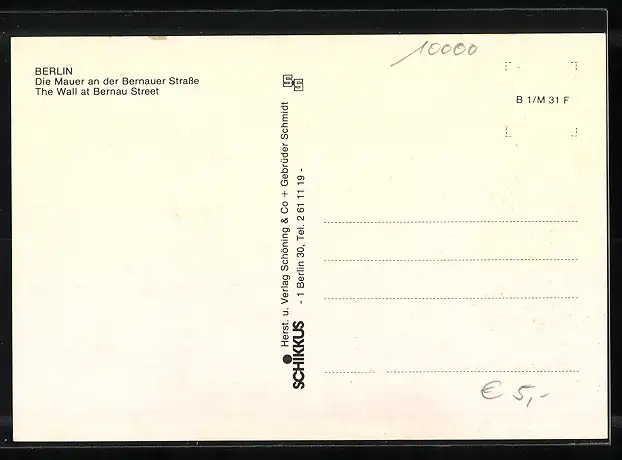 BERLIN
Die Mauer an der Bernauer Straße
The Wall at Bernau Street
SCHIKKUS
Herst. u. Verlag Schöning & Co + Gebrüder Schmidt
- 1 Berlin 30, Tel. 2 61 11 19 -
10000
B 1/M 31 F
€ 5,-